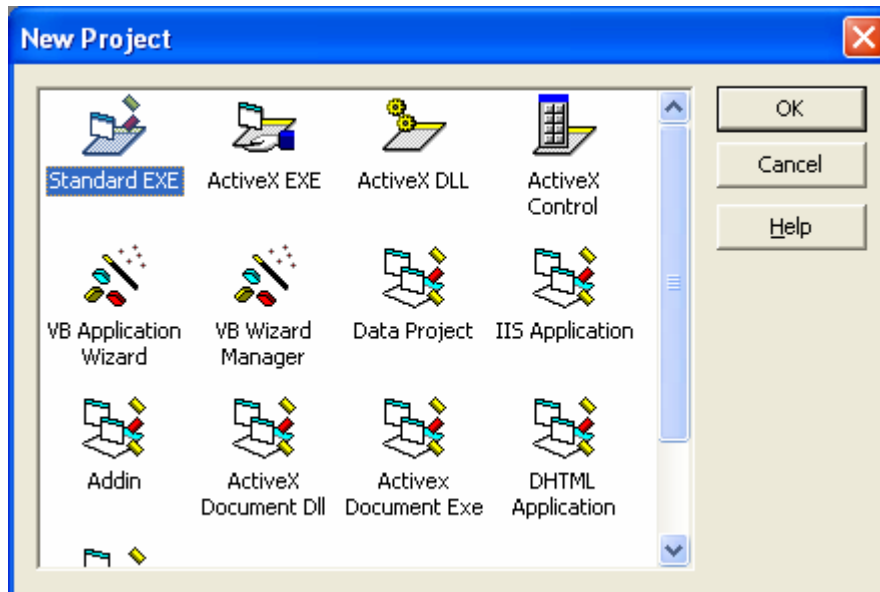 New Project
Standard EXE
ActiveX EXE
ActiveX DLL
ActiveX
Control
VB Application
Wizard
VB Wizard
Manager
Data Project
IIS Application
Addin
ActiveX
Document Dll
Activex
Document Exe
DHTML
Application
OK
Cancel
Help